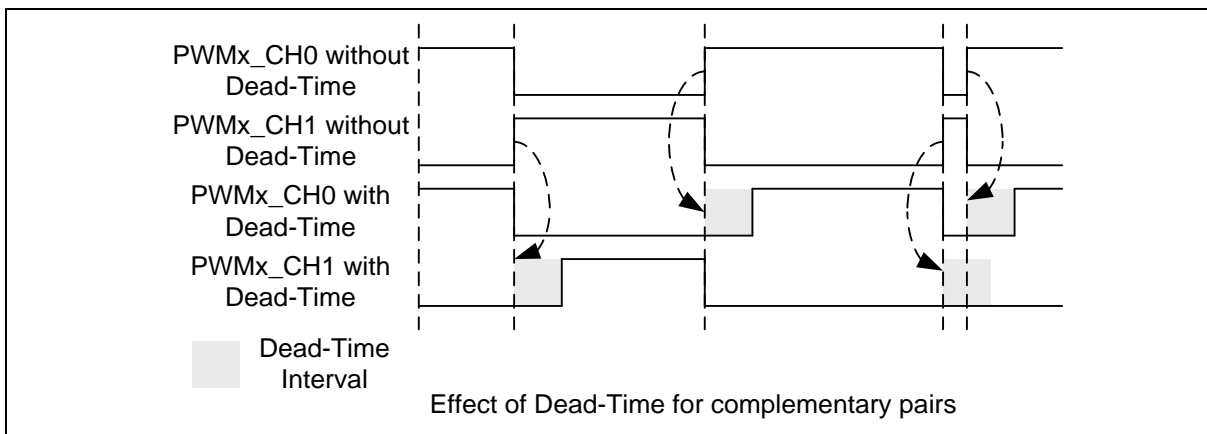 PWMx_CH0 without
Dead-Time
PWMx_CH1 without
Dead-Time
PWMx_CH0 with
Dead-Time
PWMx_CH1 with
Dead-Time
Dead-Time
Interval
Effect of Dead-Time for complementary pairs